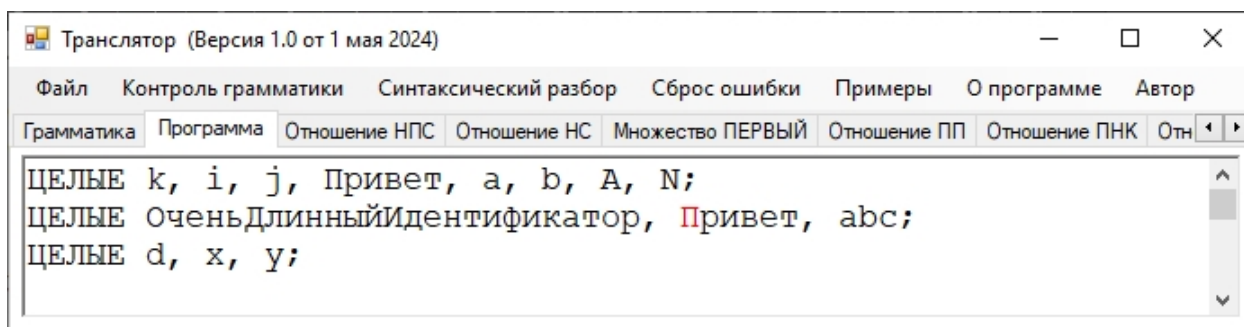 Транслятор (Версия 1.0 от 1 мая 2024)
Файл Контроль грамматики Синтаксический разбор Сброс ошибки Примеры О программе Автор
Грамматика Программа Отношение НПС Отношение НС Множество ПЕРВЫЙ Отношение ПП Отношение ПНК Отн
ЦЕЛЫЕ k, i, j, Привет, a, b, A, N;
ЦЕЛЫЕ ОченьДлинныйИдентификатор, Привет, abc;
ЦЕЛЫЕ d, x, y;